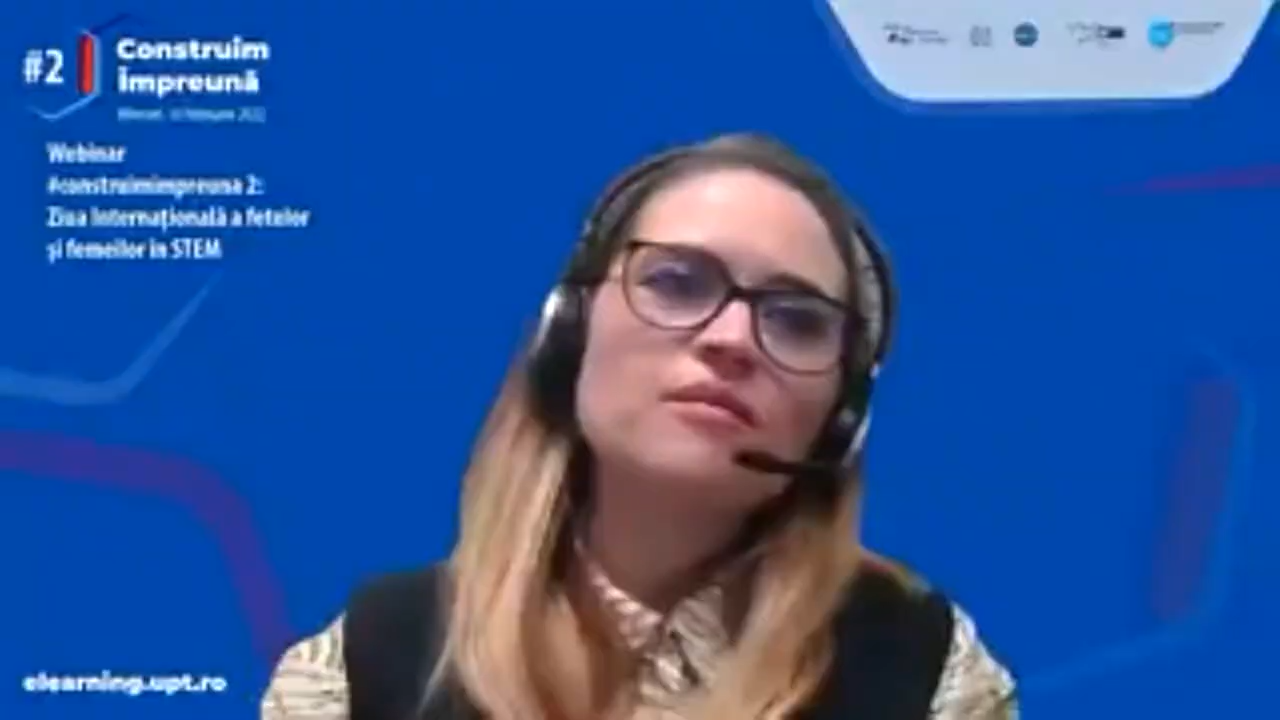 #2
Construim
Împreună
Webinar
#construimimpreuna 2:
Ziua Internațională a fetelor
și femeilor în STEM
elearning.upt.ro